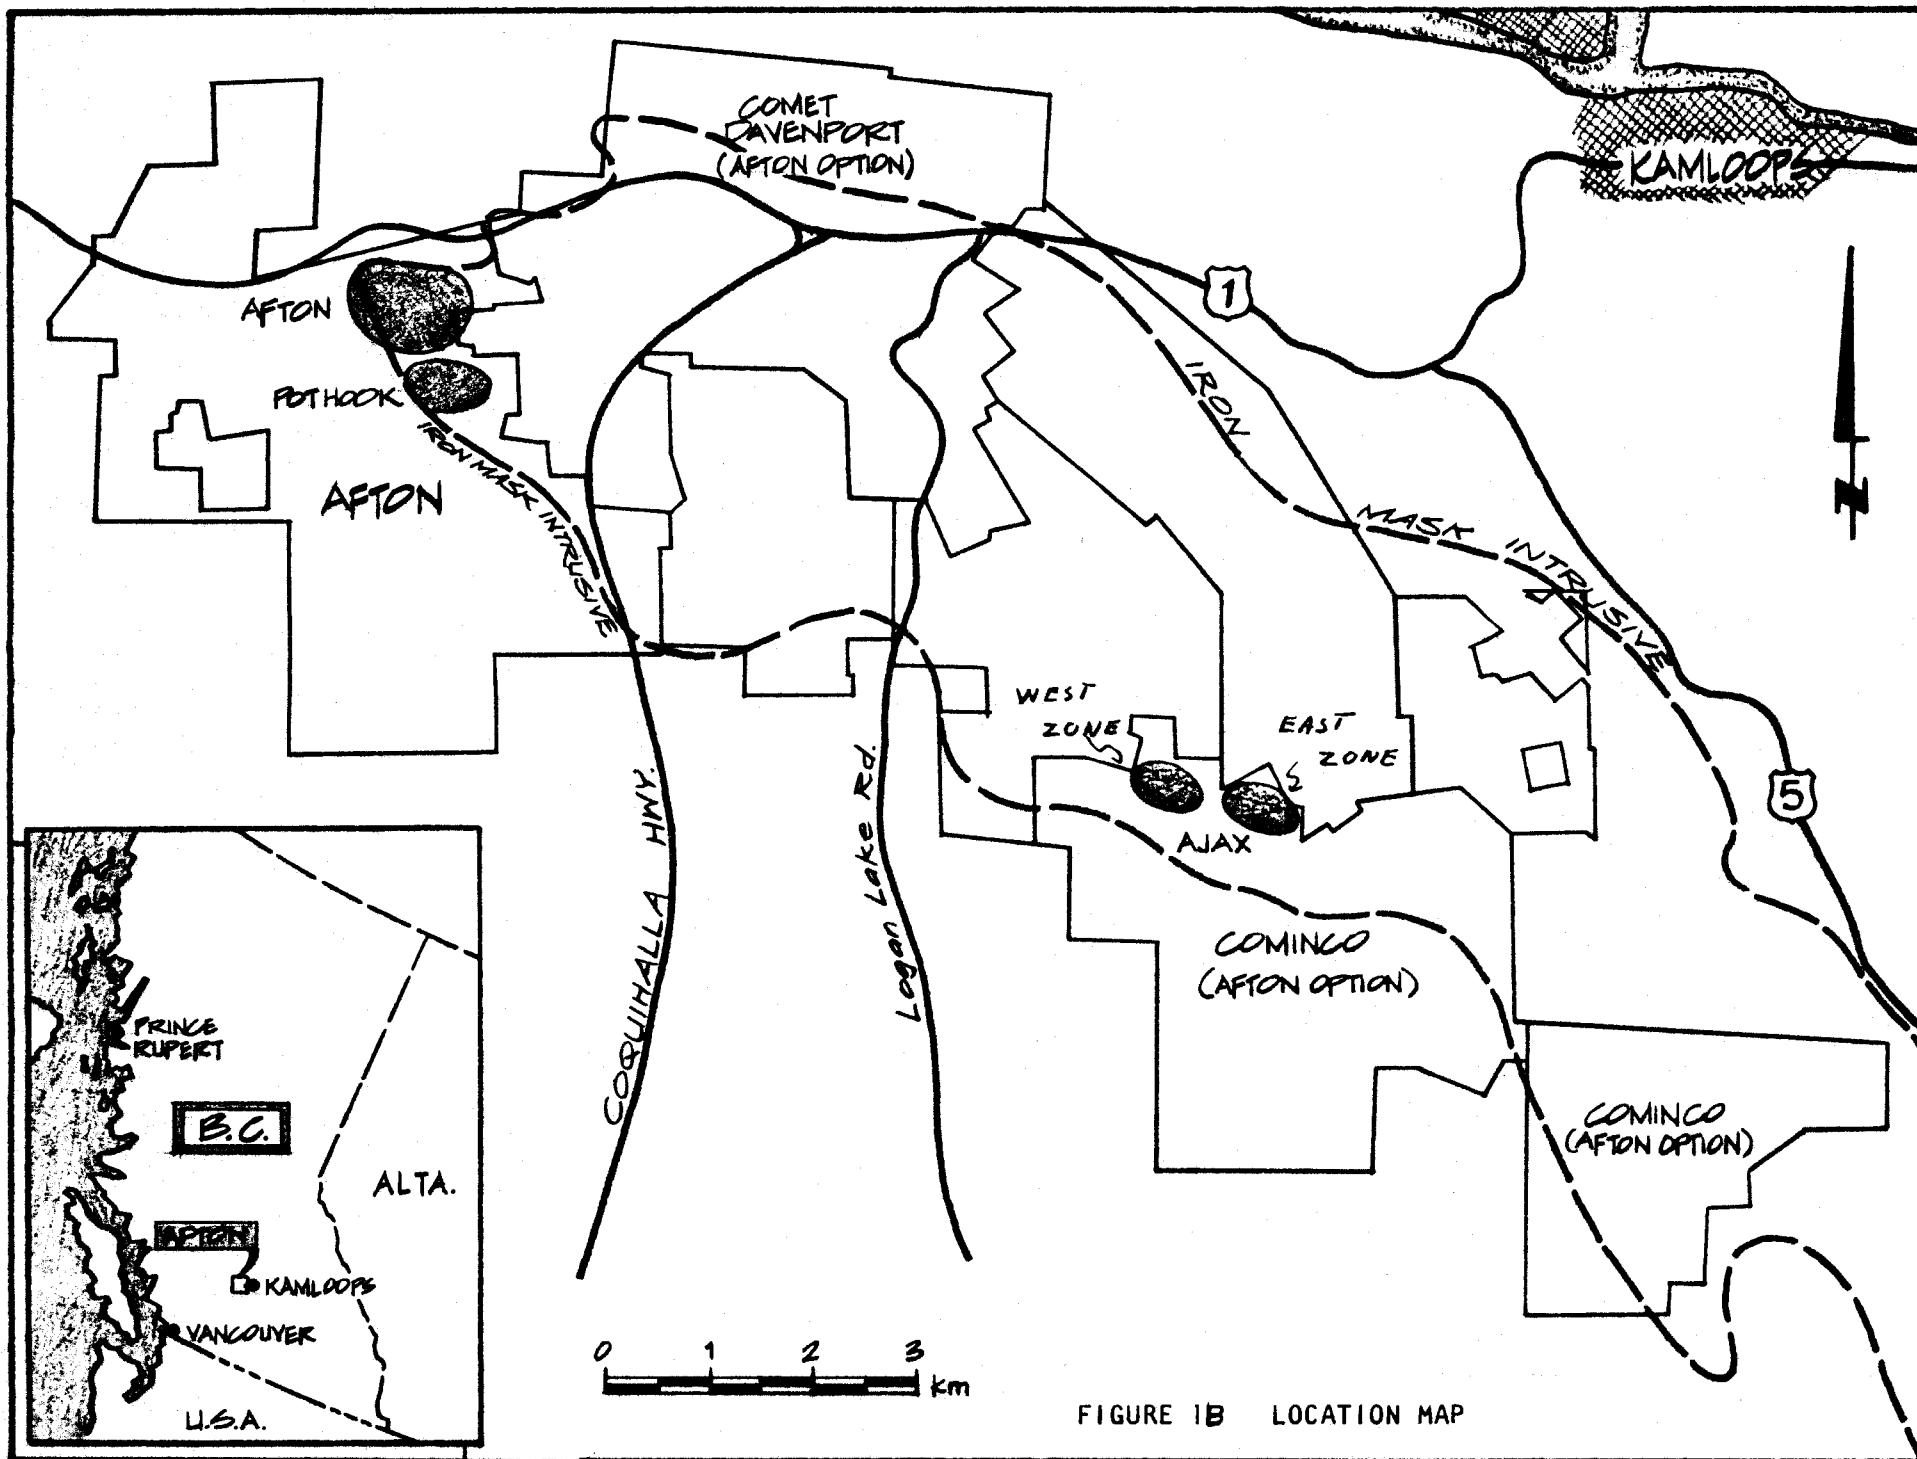 COMET
DAVENPORT
(AFTON OPTION)
KAMLOOPS
1
AFTON
POTHOOK
IRON MASK INTRUSIVE
AFTON
IRON MASK INTRUSIVE
N
WEST
ZONE
EAST
ZONE
AJAX
5
COQUIHALLA HWY.
Logan Lake Rd.
COMINCO
(AFTON OPTION)
COMINCO
(AFTON OPTION)
PRINCE
RUPERT
B.C.
ALTA.
AFTON
KAMLOOPS
VANCOUVER
U.S.A.
0 1 2 3
km
FIGURE 1B LOCATION MAP